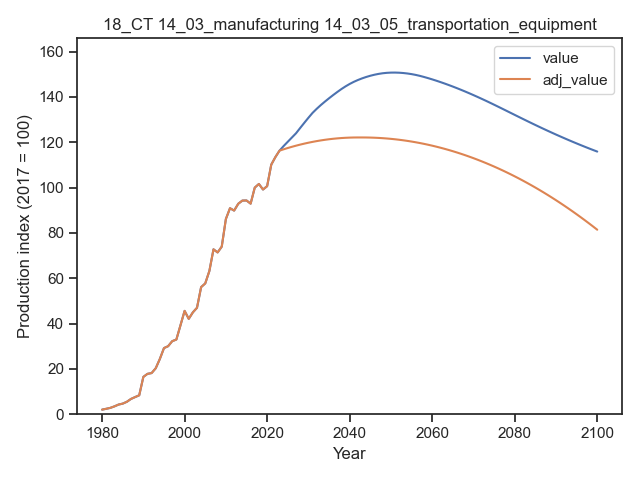 18_CT 14_03_manufacturing 14_03_05_transportation_equipment
value
adj_value
Production index (2017 = 100)
160
140
120
100
80
60
40
20
0
1980 2000 2020 2040 2060 2080 2100
Year